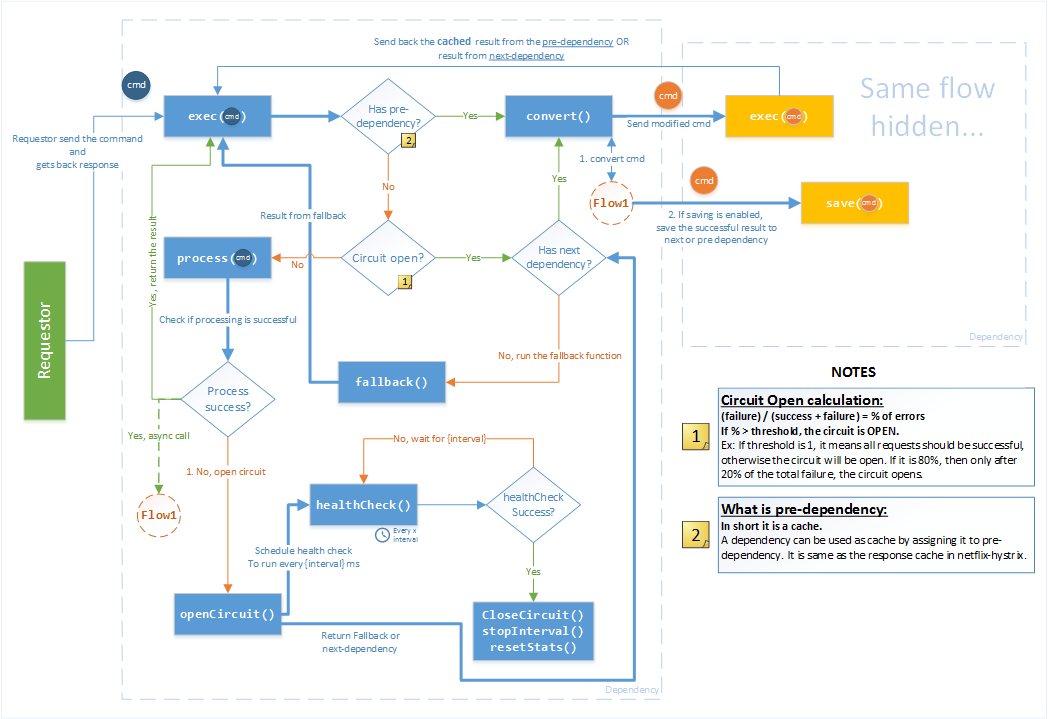 Send back the cached result from the pre-dependency OR
result from next-dependency
Same flow
hidden...
cmd
exec(cmd)
Has pre-
dependency?
2
Yes
convert()
cmd
Send modified cmd
exec(cmd)
Requestor send the command
and
gets back response
1. convert cmd
No
Yes
cmd
Flow1
save(cmd)
2. If saving is enabled,
save the successful result to
next or pre dependency
Result from fallback
Yes, return the result
process(cmd)
No
Circuit open?
1
Yes
Has next
dependency?
Requestor
Check if processing is successful
Dependency
No, run the fallback function
fallback()
Process
success?
NOTES
1
Circuit Open calculation:
(failure) / (success + failure) = % of errors
If % > threshold, the circuit is OPEN.
Ex: If threshold is 1, it means all requests should be successful,
otherwise the circuit will be open. If it is 80%, then only after
20% of the total failure, the circuit opens.
Yes, async call
No, wait for {interval}
1. No, open circuit
Flow1
healthCheck()
Every x
interval
healthCheck
Success?
2
What is pre-dependency:
In short it is a cache.
A dependency can be used as cache by assigning it to pre-
dependency. It is same as the response cache in netflix-hystrix.
Schedule health check
To run every {interval} ms
Yes
openCircuit()
CloseCircuit()
stopInterval()
resetStats()
Return Fallback or
next-dependency
Dependency